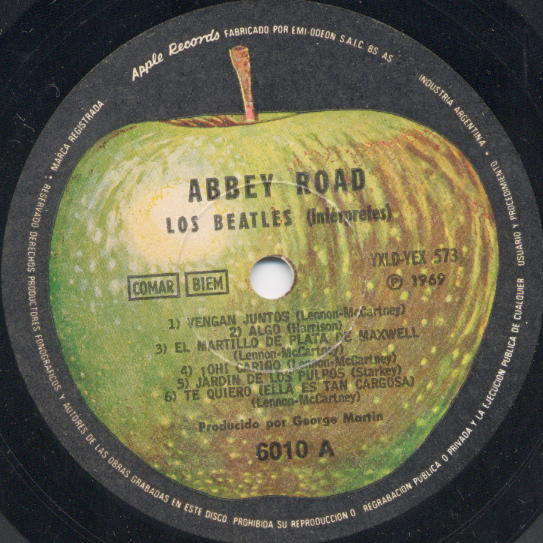 Apple Records FABRICADO POR EMI-ODEON S.A.I.C. BS AS
INDUSTRIA ARGENTINA • USUARIO Y PROCEDIMIENTO
MARCA REGISTRADA •
• RESERVADO DERECHOS PRODUCTORES FONOGRAFICOS Y AUTORES DE LAS OBRAS GRABADAS EN ESTE DISCO. PROHIBIDA SU REPRODUCCION O REGRABACION PUBLICA O PRIVADA Y LA EJECUCION PUBLICA DE CUALQUIER
ABBEY ROAD
LOS BEATLES (Intérpretes)
YXLD-YEX 573
COMAR BIEM
℗ 1969
1) VENGAN JUNTOS (Lennon-McCartney)
2) ALGO (Harrison)
3) EL MARTILLO DE PLATA DE MAXWELL
(Lennon-McCartney)
4) ¡OH! CARIÑO (Lennon-McCartney)
5) JARDIN DE LOS PULPOS (Starkey)
6) TE QUIERO (ELLA ES TAN CARGOSA)
(Lennon-McCartney)
Producido por George Martin
6010 A